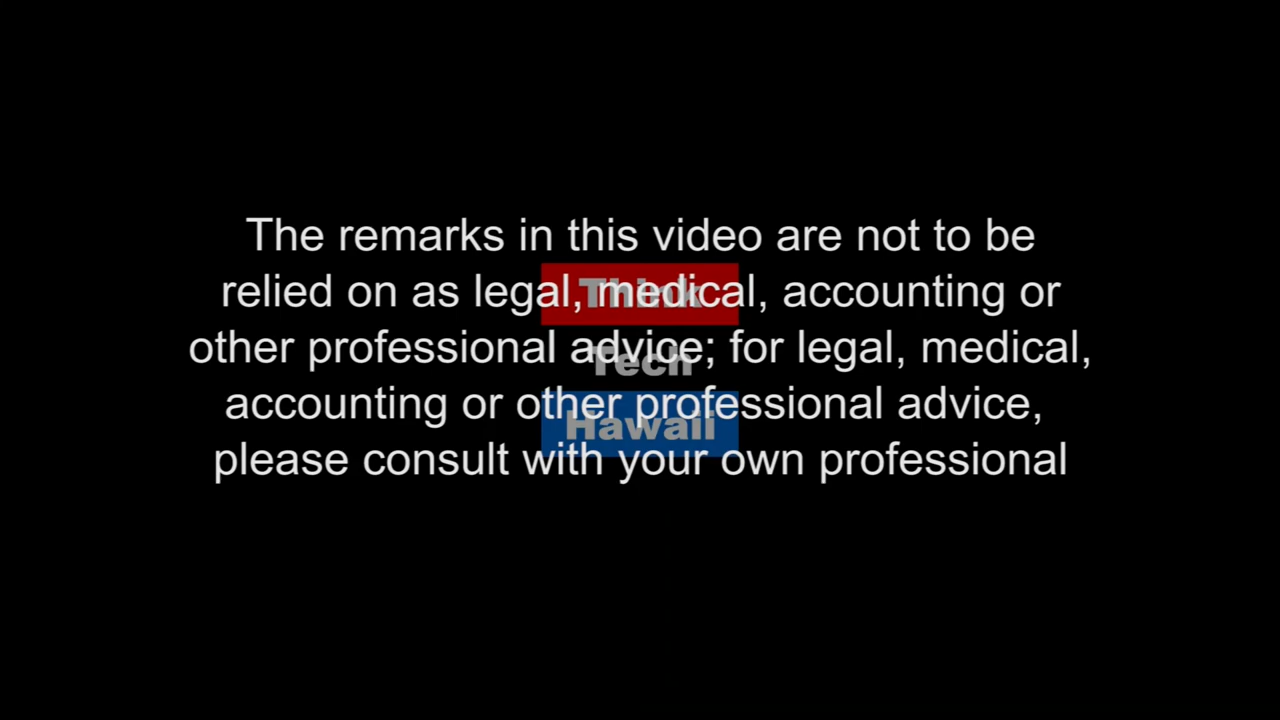 The remarks in this video are not to be
relied on as legal, medical, accounting or
other professional advice; for legal, medical,
accounting or other professional advice,
please consult with your own professional
Think
Tech
Hawaii